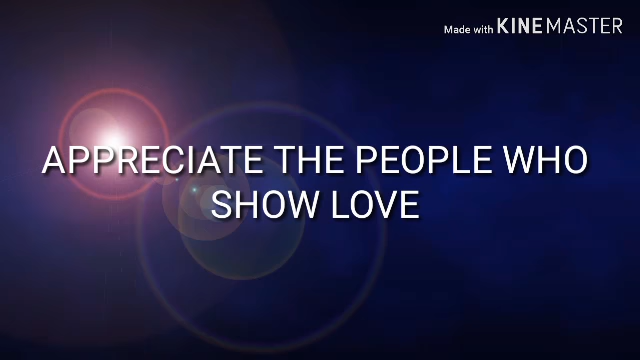 Made with KINEMASTER
APPRECIATE THE PEOPLE WHO
SHOW LOVE